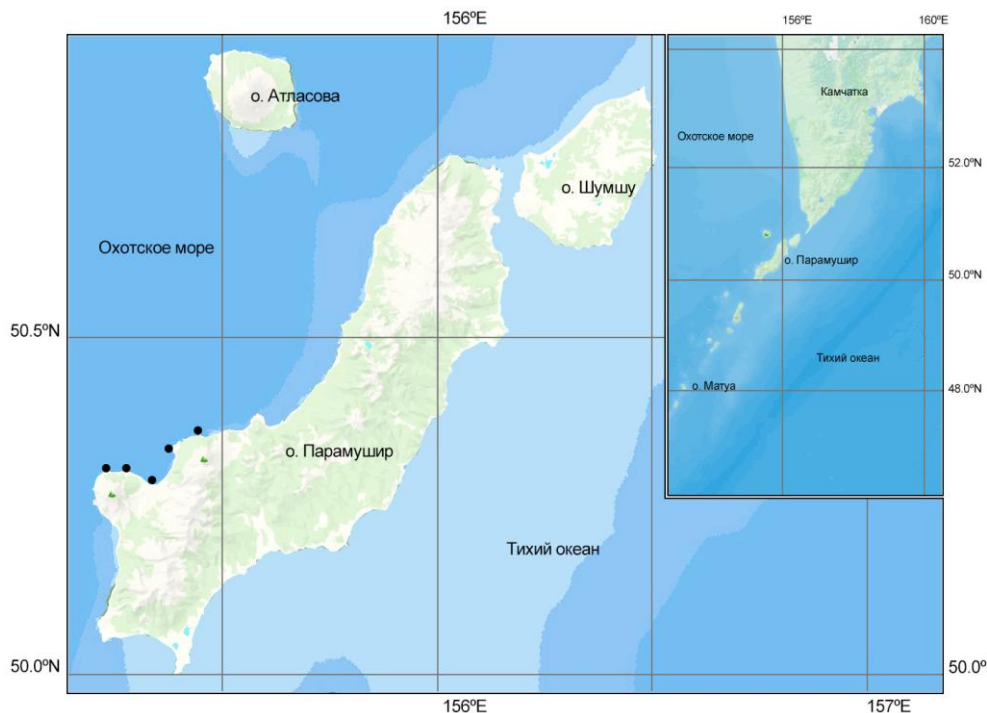 156ºE
156ºE
160ºE
о. Атласова
Камчатка
Охотское море
52.0ºN
о. Шумшу
Охотское море
о. Парамушир
50.0ºN
50.5ºN
Тихий океан
о. Матуа
48.0ºN
о. Парамушир
Тихий океан
50.0ºN
50.0º
156ºE
157ºE